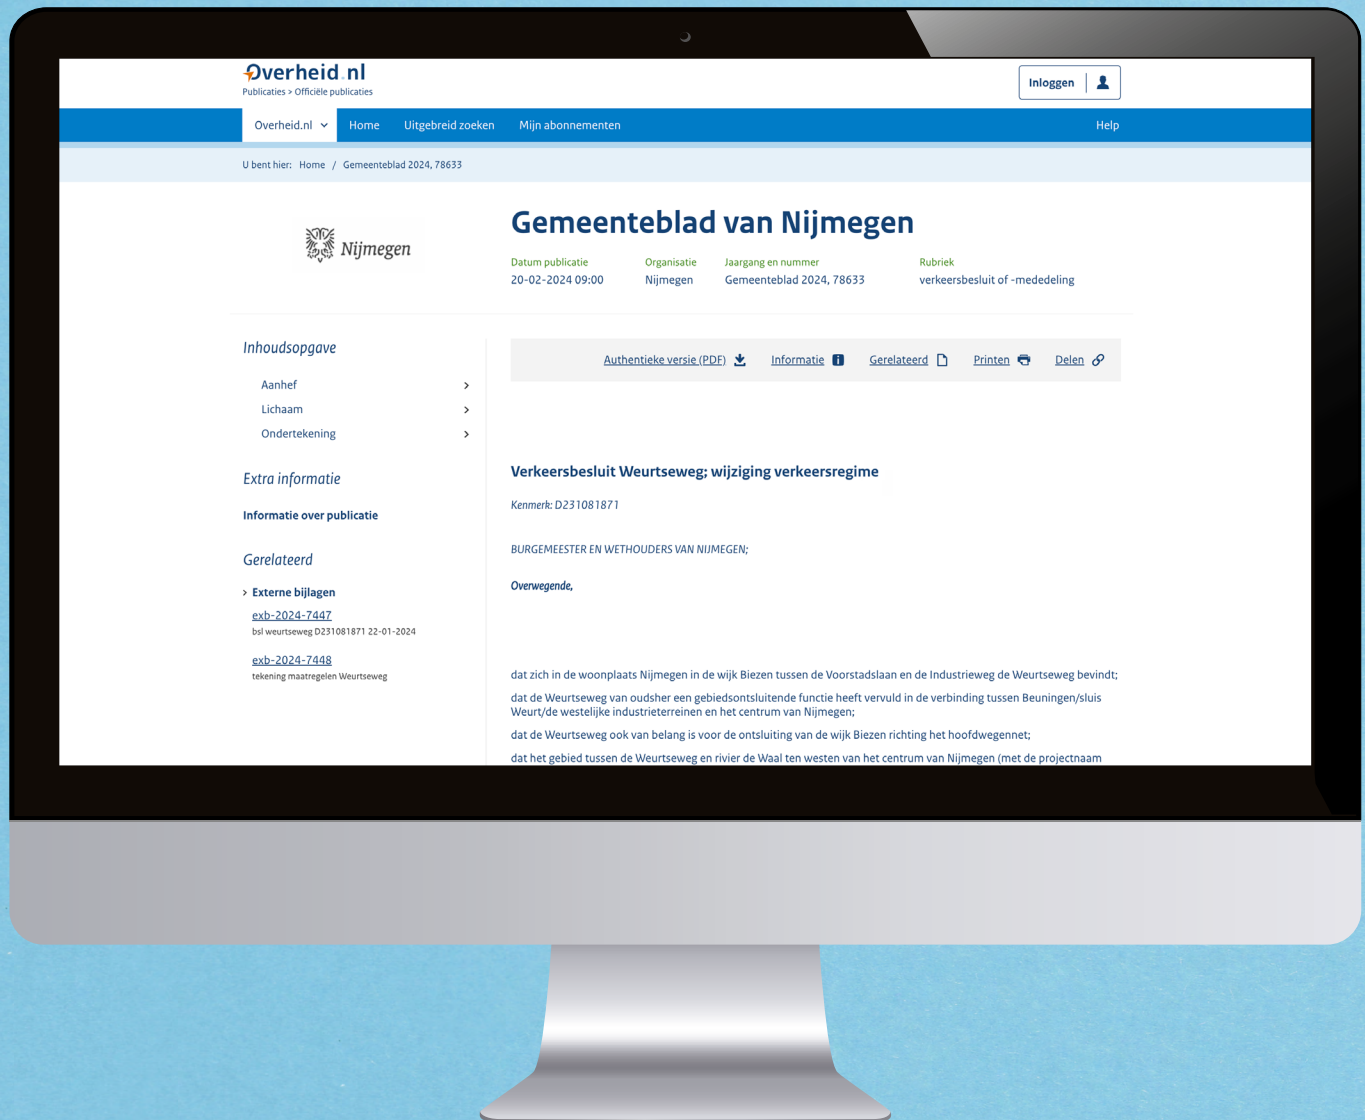 Overheid.nl
Publicaties > Officiële publicaties
Inloggen
Overheid.nl
Home
Uitgebreid zoeken
Mijn abonnementen
Help
U bent hier: Home / Gemeenteblad 2024, 78633
Nijmegen
Gemeenteblad van Nijmegen
Datum publicatie
20-02-2024 09:00
Organisatie
Nijmegen
Jaargang en nummer
Gemeenteblad 2024, 78633
Rubriek
verkeersbesluit of -mededeling
Inhoudsopgave
Aanhef
Lichaam
Ondertekening
Extra informatie
Informatie over publicatie
Gerelateerd
> Externe bijlagen
exb-2024-7447
bsl weurtseweg D231081871 22-01-2024
exb-2024-7448
tekening maatregelen Weurtseweg
Authentieke versie (PDF)
Informatie
Gerelateerd
Printen
Delen
Verkeersbesluit Weurtseweg; wijziging verkeersregime
Kenmerk: D231081871
BURGEMEESTER EN WETHOUDERS VAN NIJMEGEN;
Overwegende,
dat zich in de woonplaats Nijmegen in de wijk Biezen tussen de Voorstadslaan en de Industrieweg de Weurtseweg bevindt;
dat de Weurtseweg van oudsher een gebiedsontsluitende functie heeft vervuld in de verbinding tussen Beuningen/sluis
Weurt/de westelijke industrieterreinen en het centrum van Nijmegen;
dat de Weurtseweg ook van belang is voor de ontsluiting van de wijk Biezen richting het hoofdwegennet;
dat het gebied tussen de Weurtseweg en rivier de Waal ten westen van het centrum van Nijmegen (met de projectnaam